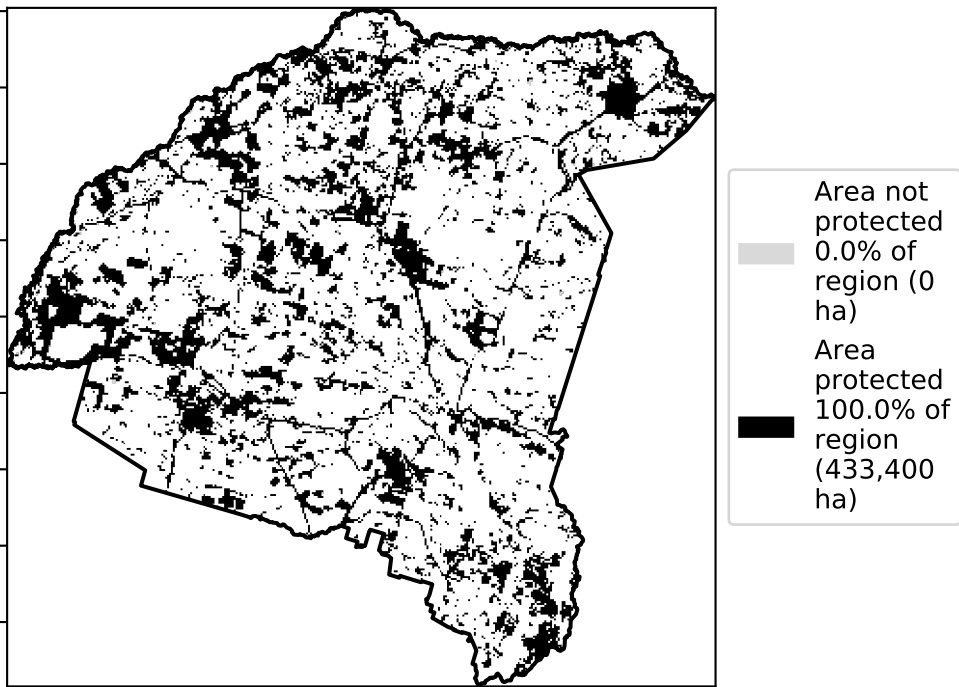 Area not
protected
0.0% of
region (0
ha)
Area
protected
100.0% of
region
(433,400
ha)